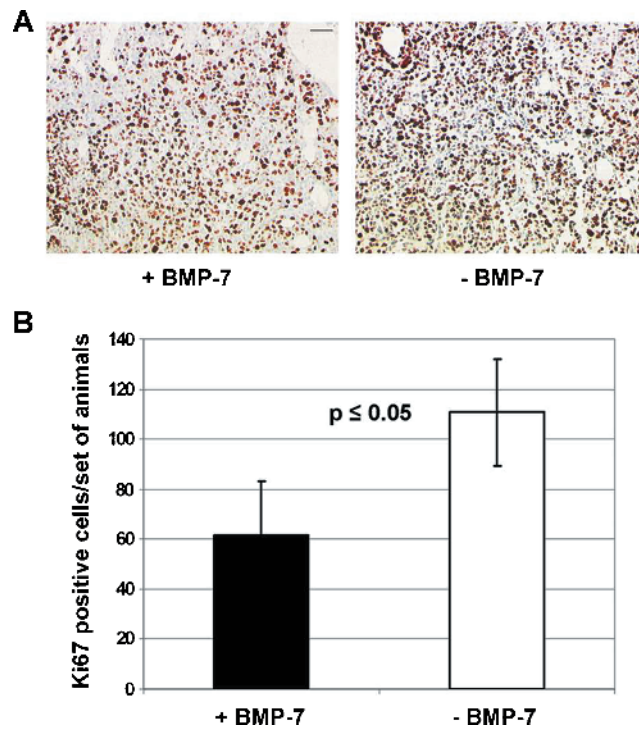 A
+ BMP-7
- BMP-7
B
Ki67 positive cells/set of animals
140
120
100
80
60
40
20
0
p ≤ 0.05
+ BMP-7
- BMP-7